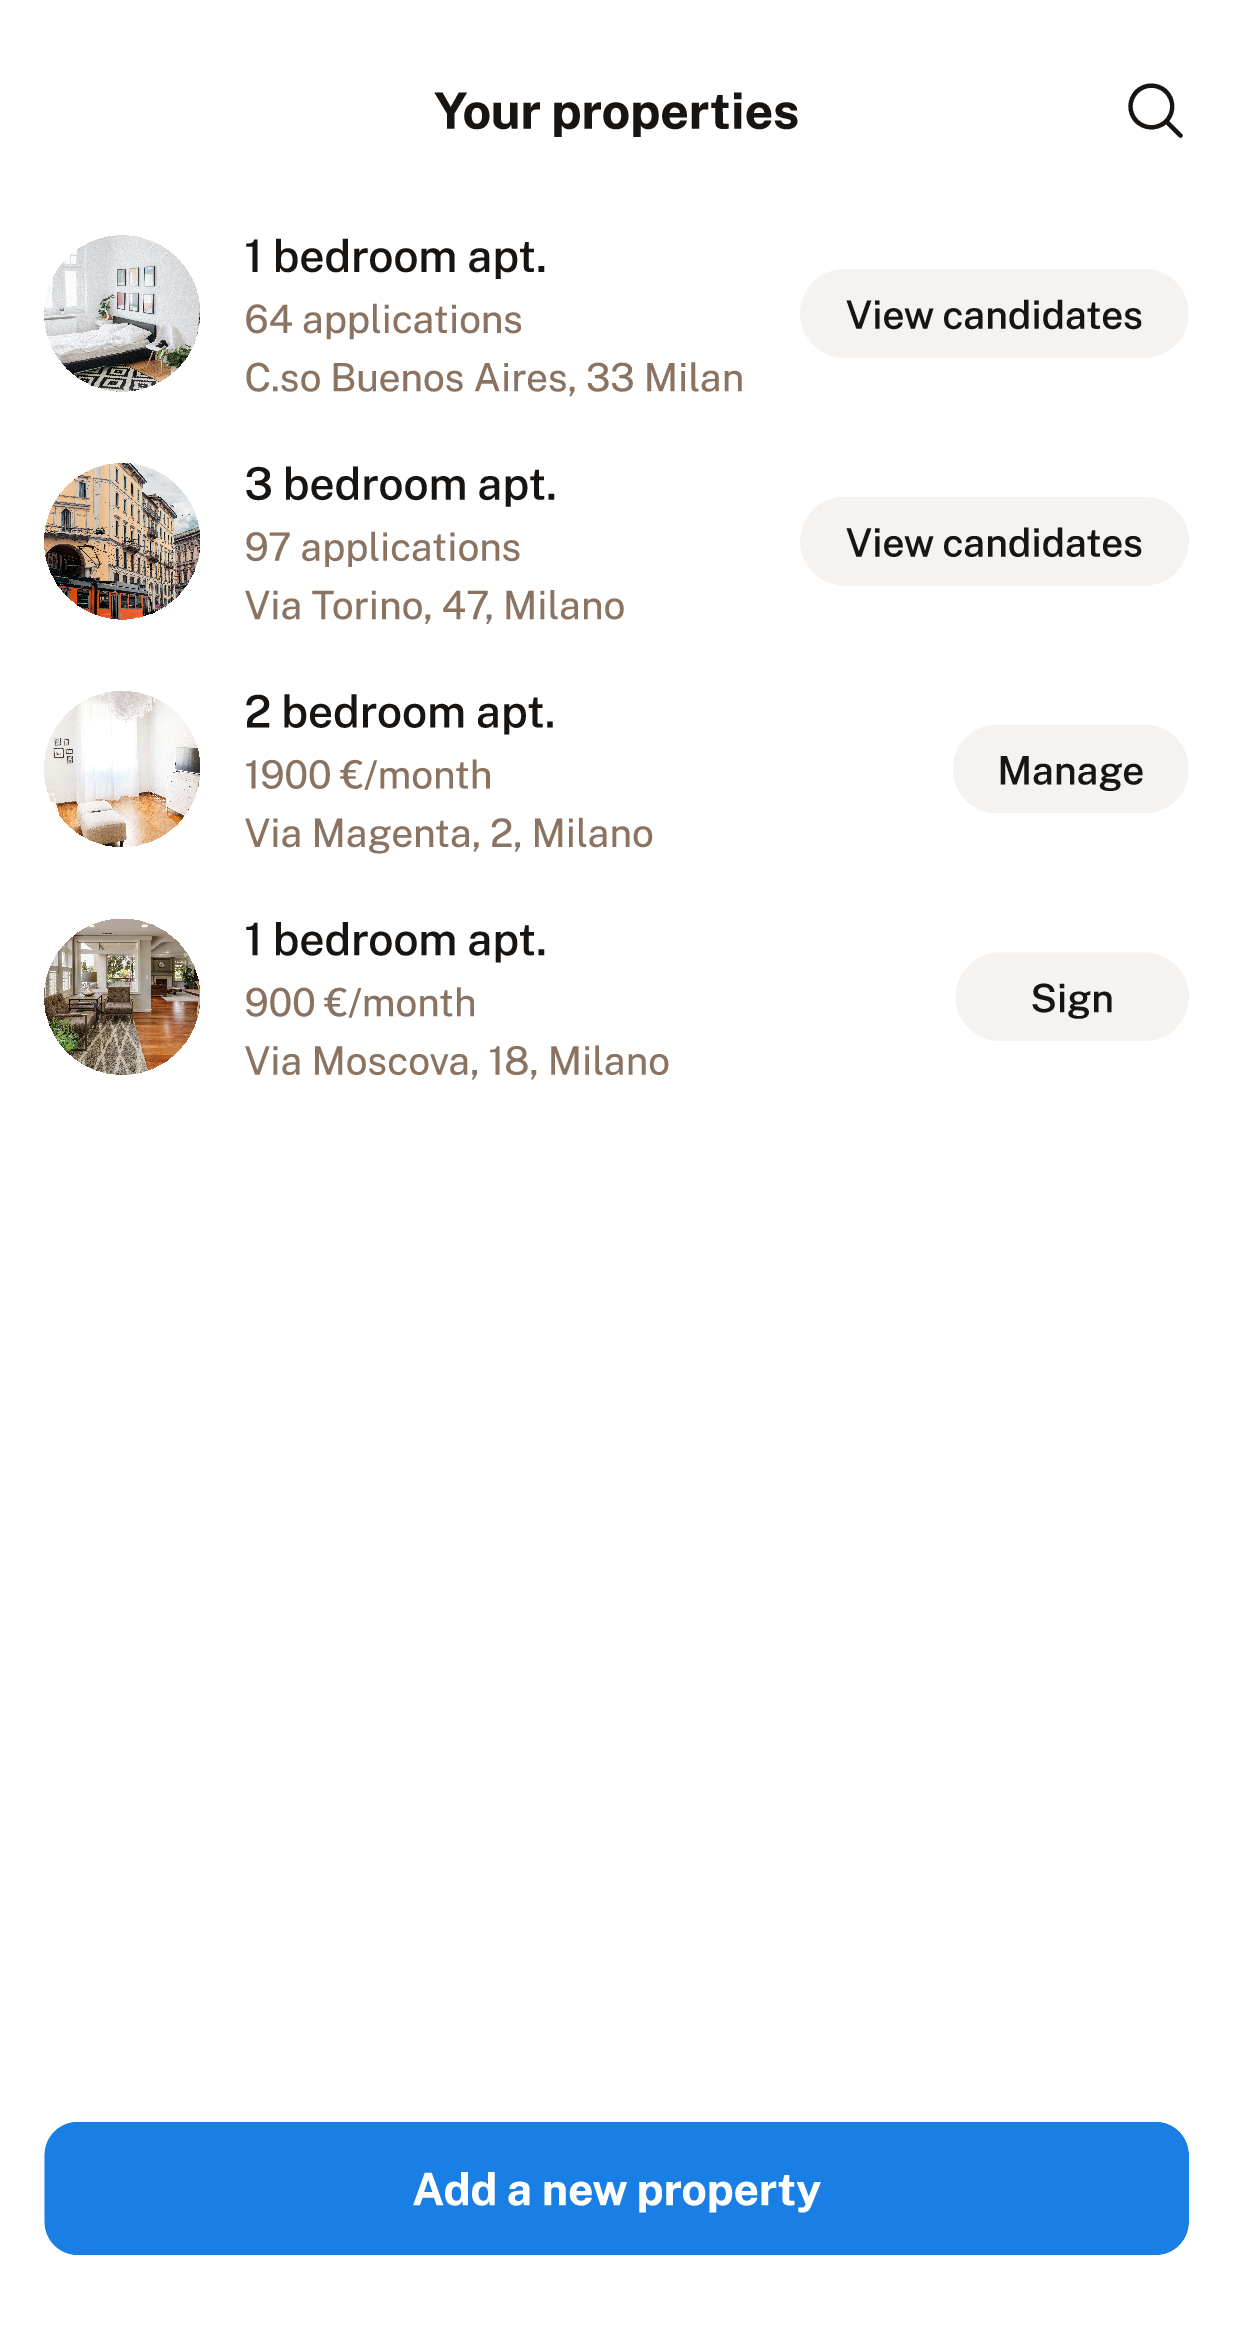 Your properties
1 bedroom apt.
64 applications
C.so Buenos Aires, 33 Milan
View candidates
3 bedroom apt.
97 applications
Via Torino, 47, Milano
View candidates
2 bedroom apt.
1900 €/month
Via Magenta, 2, Milano
Manage
1 bedroom apt.
900 €/month
Via Moscova, 18, Milano
Sign
Add a new property